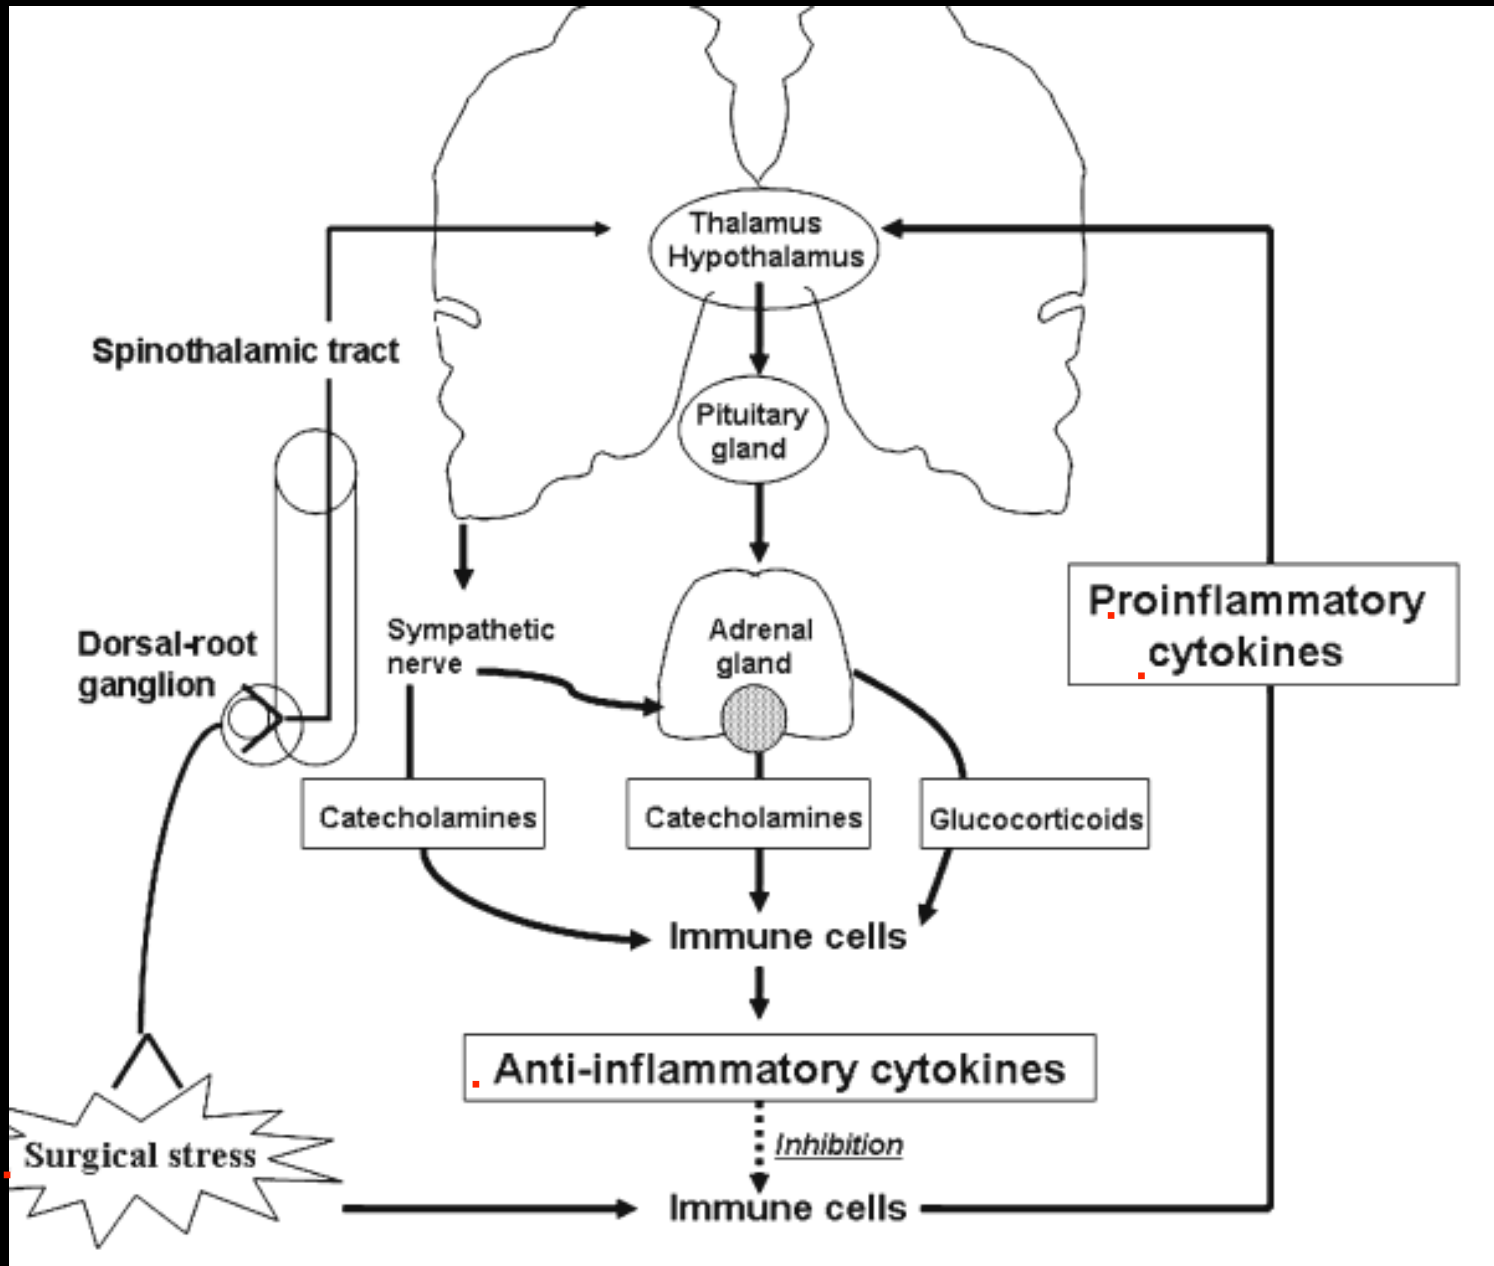 Thalamus
Hypothalamus
Spinothalamic tract
Pituitary
gland
Proinflammatory
cytokines
Dorsal-root
ganglion
Sympathetic
nerve
Adrenal
gland
Catecholamines
Catecholamines
Glucocorticoids
Immune cells
Anti-inflammatory cytokines
Inhibition
Surgical stress
Immune cells